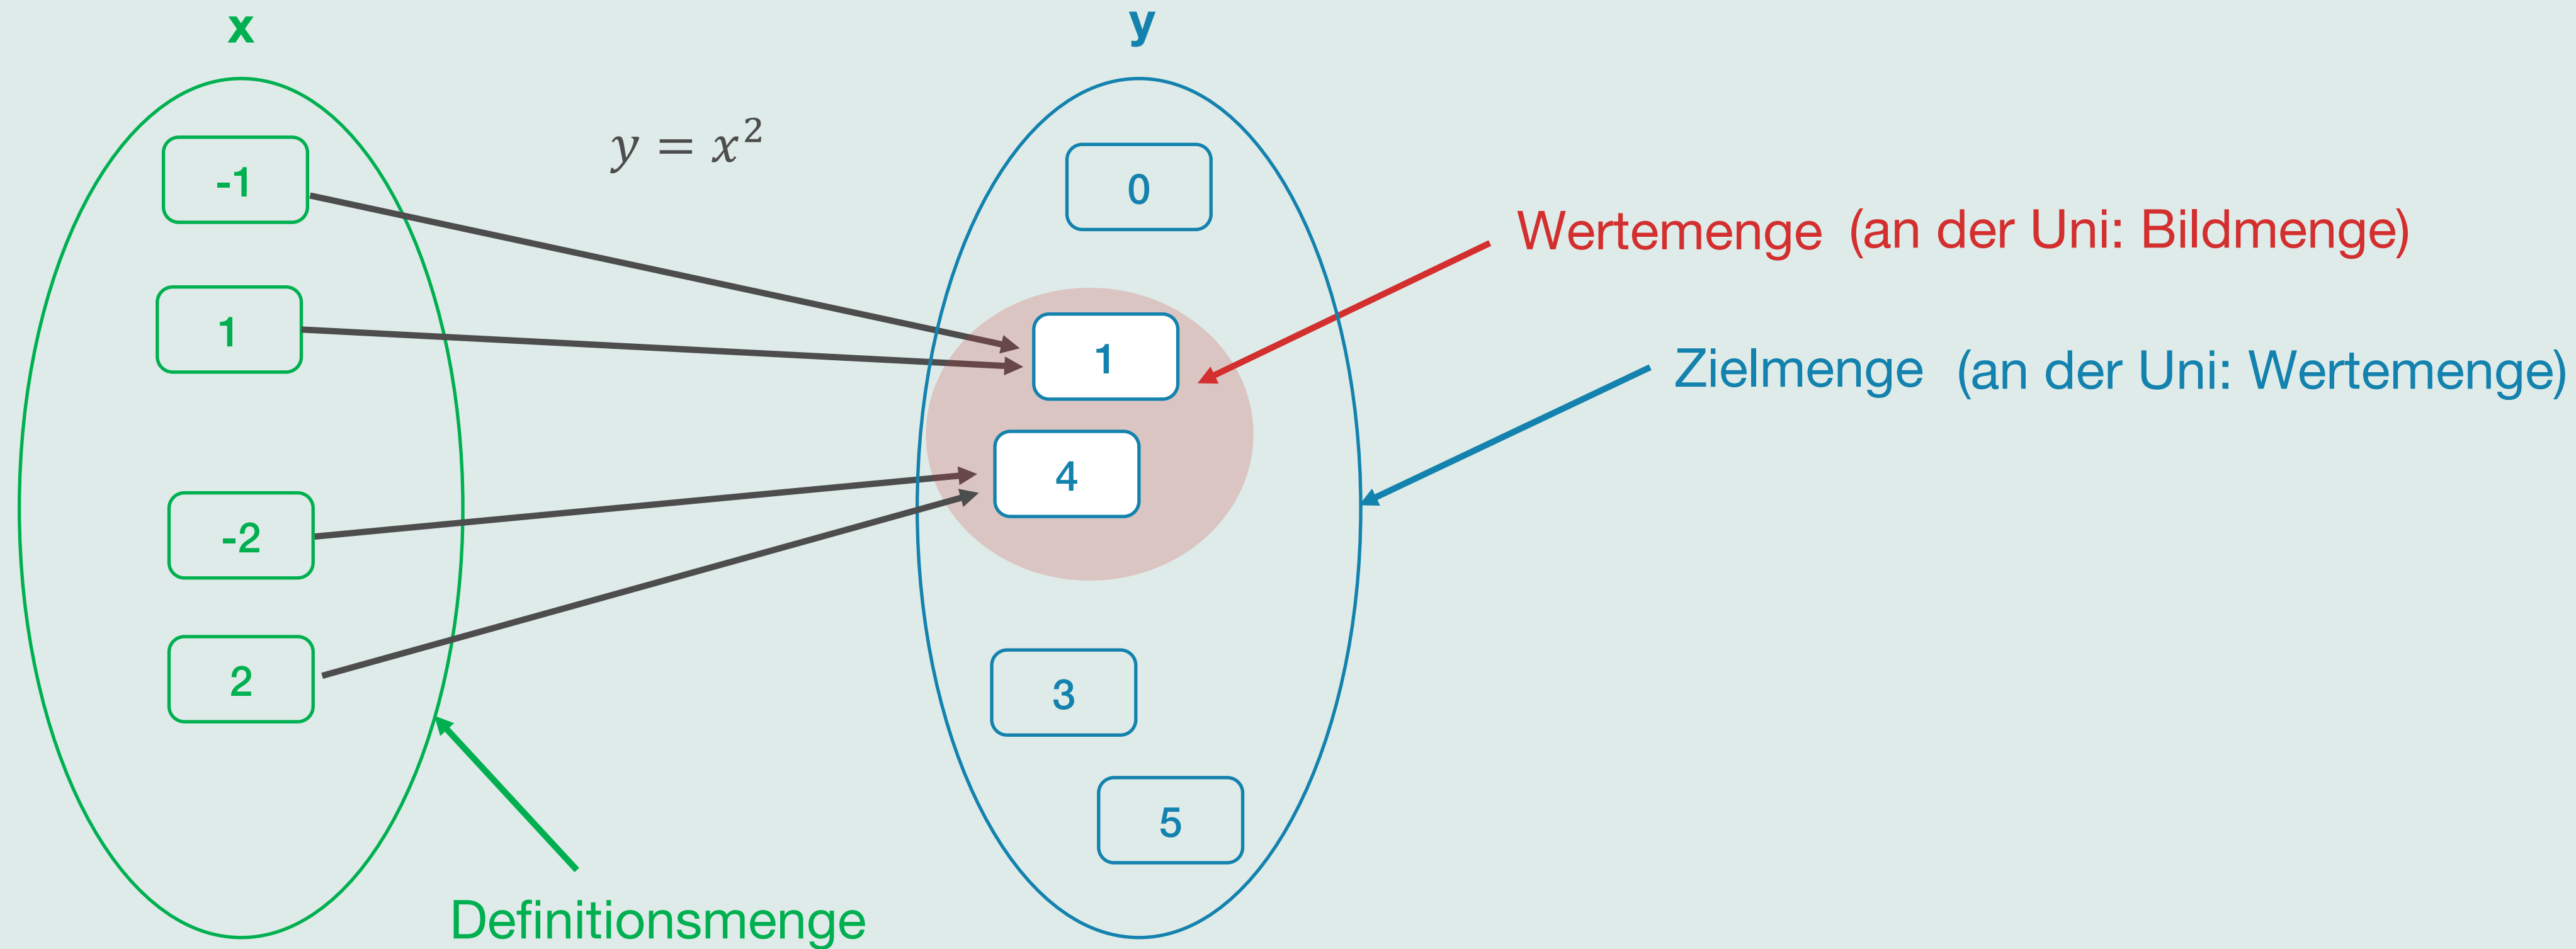 x
y
y = x²
-1
1
-2
2
0
1
4
3
5
Wertemenge (an der Uni: Bildmenge)
Zielmenge (an der Uni: Wertemenge)
Definitionsmenge